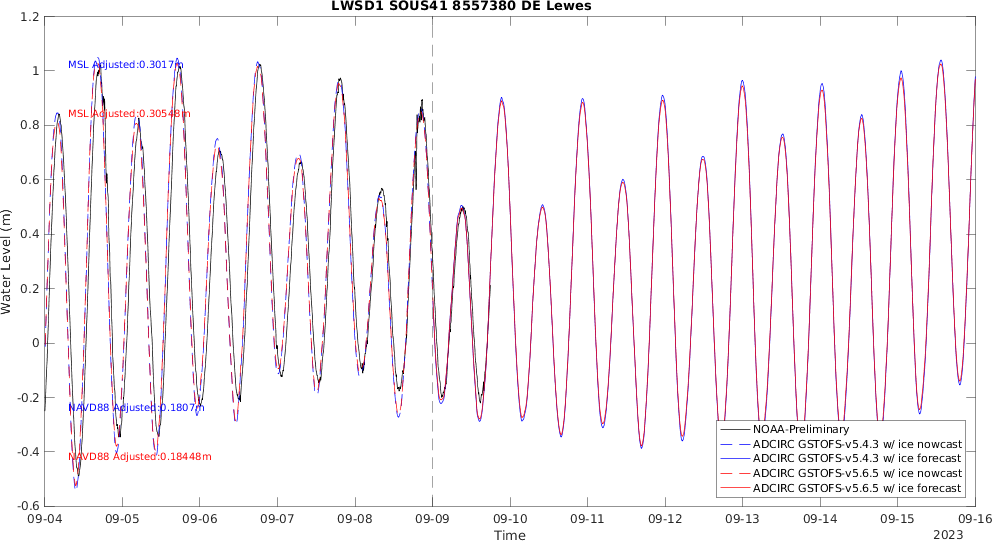 LWSD1 SOUS41 8557380 DE Lewes
Water Level (m)
1.2
1
0.8
0.6
0.4
0.2
0
-0.2
-0.4
-0.6
MSL Adjusted:0.3017m
MSL Adjusted:0.30548m
NAVD88 Adjusted:0.1807m
NAVD88 Adjusted:0.18448m
NOAA-Preliminary
ADCIRC GSTOFS-v5.4.3 w/ ice nowcast
ADCIRC GSTOFS-v5.4.3 w/ ice forecast
ADCIRC GSTOFS-v5.6.5 w/ ice nowcast
ADCIRC GSTOFS-v5.6.5 w/ ice forecast
09-04 09-05 09-06 09-07 09-08 09-09 09-10 09-11 09-12 09-13 09-14 09-15 09-16
Time
2023